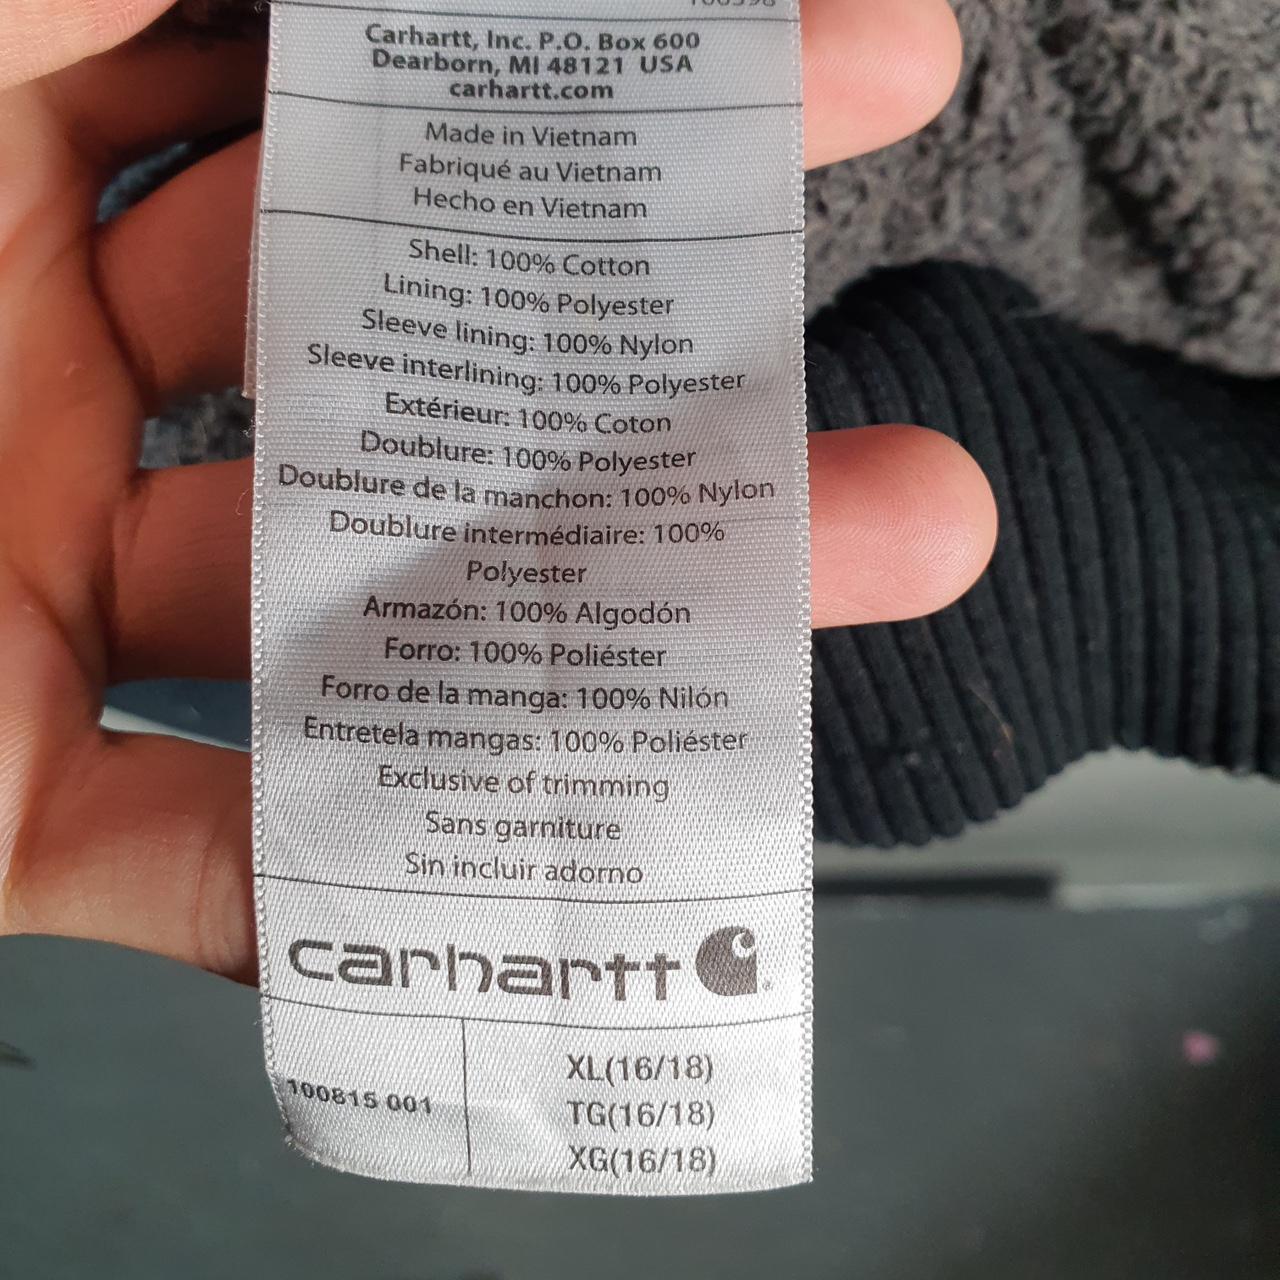 Carhartt, Inc. P.O. Box 600
Dearborn, MI 48121 USA
carhartt.com
Made in Vietnam
Fabriqué au Vietnam
Hecho en Vietnam
Shell: 100% Cotton
Lining: 100% Polyester
Sleeve lining: 100% Nylon
Sleeve interlining: 100% Polyester
Extérieur: 100% Coton
Doublure: 100% Polyester
Doublure de la manchon: 100% Nylon
Doublure intermédiaire: 100%
Polyester
Armazón: 100% Algodón
Forro: 100% Poliéster
Forro de la manga: 100% Nilón
Entretela mangas: 100% Poliéster
Exclusive of trimming
Sans garniture
Sin incluir adorno
carhartt
100815 001
XL(16/18)
TG(16/18)
XG(16/18)